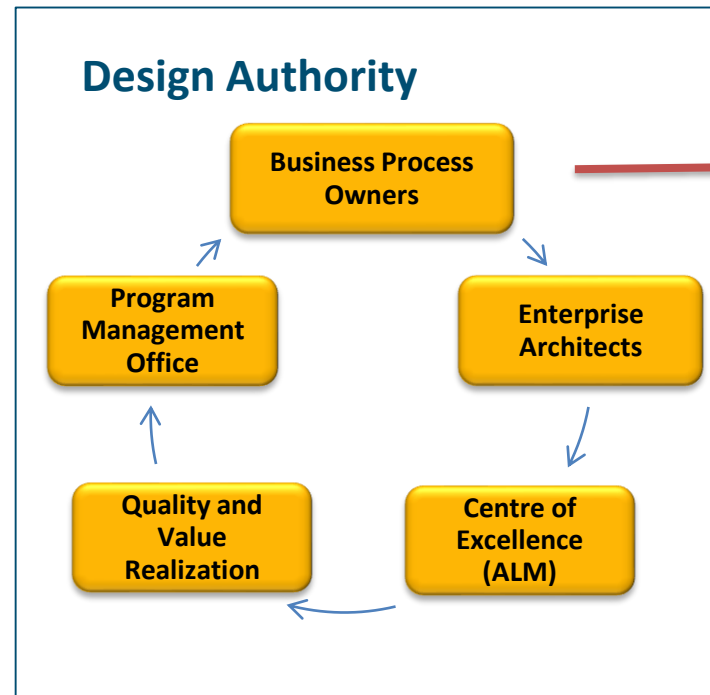 Design Authority
Business Process
Owners
Program
Management
Office
Enterprise
Architects
Quality and
Value
Realization
Centre of
Excellence
(ALM)